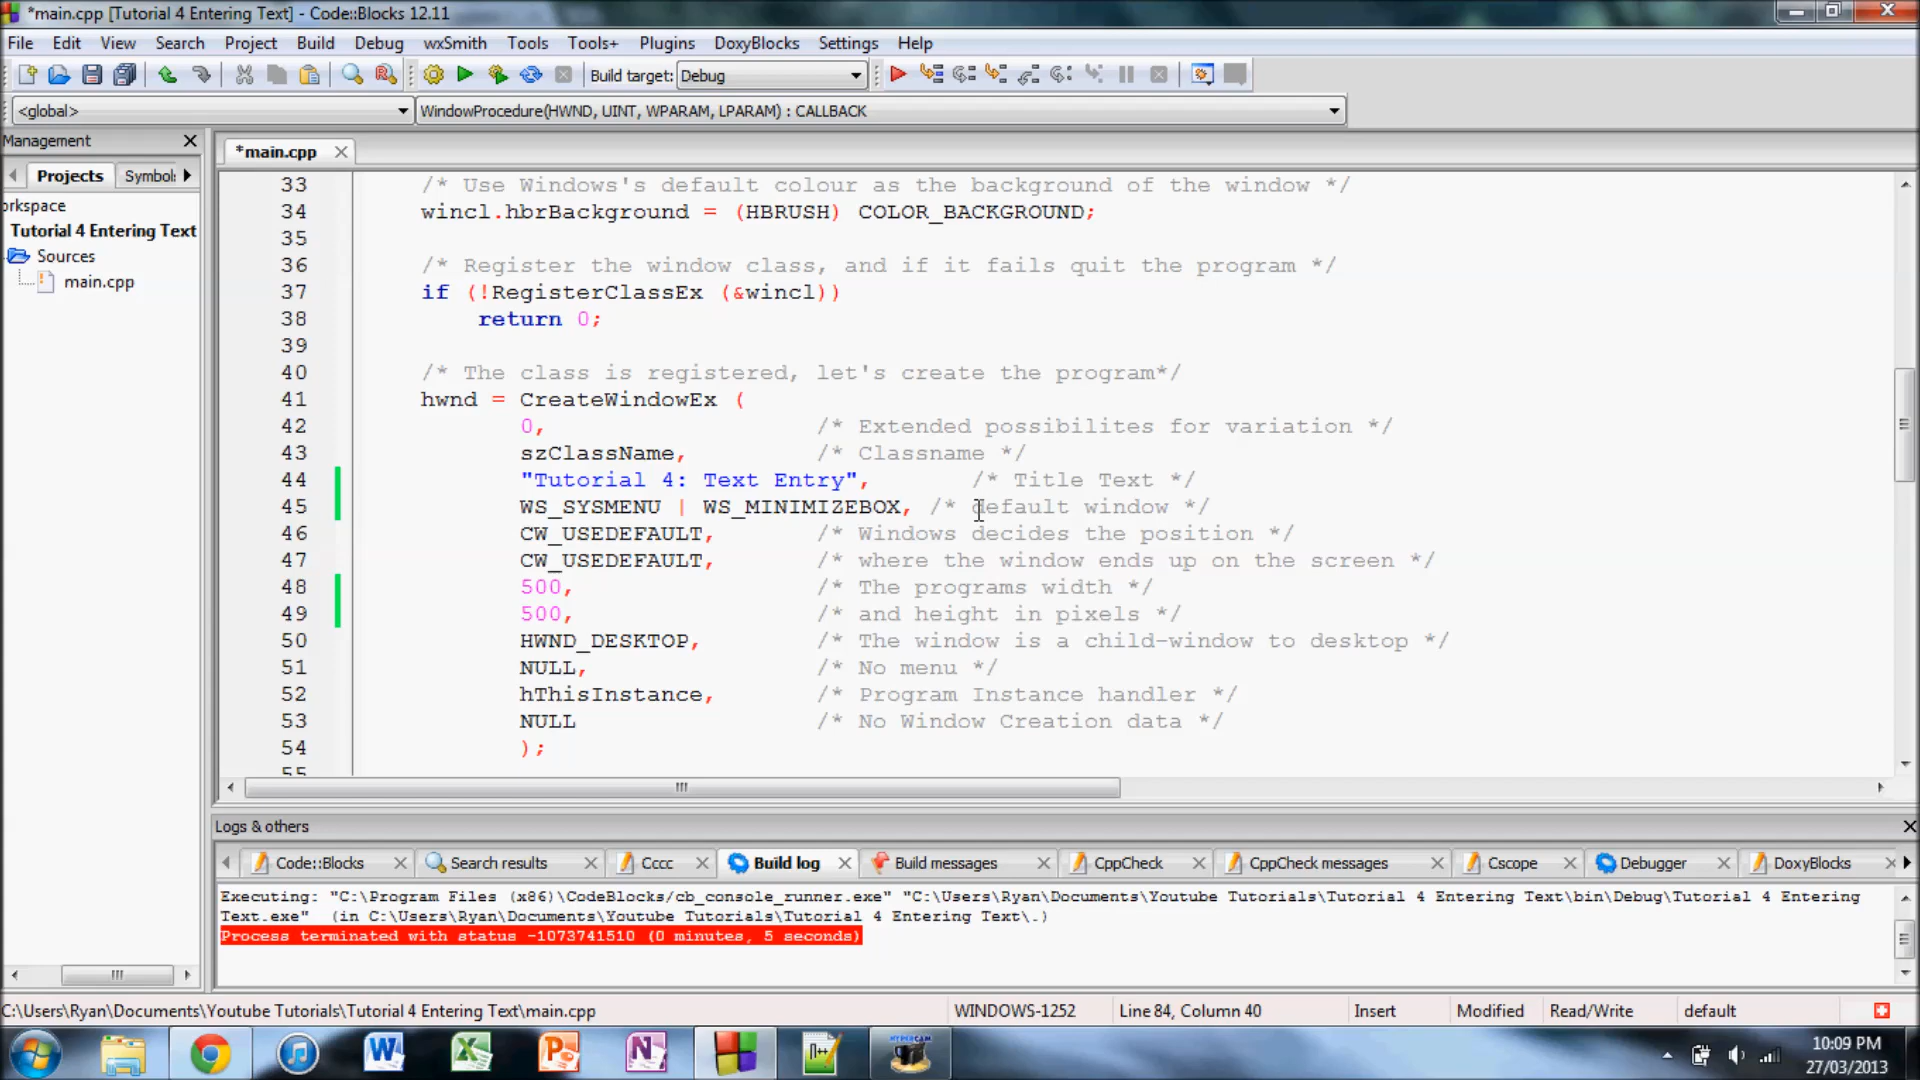 *main.cpp [Tutorial 4 Entering Text] - Code::Blocks 12.11
File Edit View Search Project Build Debug wxSmith Tools Tools+ Plugins DoxyBlocks Settings Help
Build target: Debug
<global> WindowProcedure(HWND, UINT, WPARAM, LPARAM) : CALLBACK
Management
Projects Symbols
orkspace
Tutorial 4 Entering Text
Sources
main.cpp
*main.cpp
33 /* Use Windows's default colour as the background of the window */
34 wincl.hbrBackground = (HBRUSH) COLOR_BACKGROUND;
35
36 /* Register the window class, and if it fails quit the program */
37 if (!RegisterClassEx (&wincl))
38 return 0;
39
40 /* The class is registered, let's create the program*/
41 hwnd = CreateWindowEx (
42 0, /* Extended possibilites for variation */
43 szClassName, /* Classname */
44 "Tutorial 4: Text Entry", /* Title Text */
45 WS_SYSMENU | WS_MINIMIZEBOX, /* default window */
46 CW_USEDEFAULT, /* Windows decides the position */
47 CW_USEDEFAULT, /* where the window ends up on the screen */
48 500, /* The programs width */
49 500, /* and height in pixels */
50 HWND_DESKTOP, /* The window is a child-window to desktop */
51 NULL, /* No menu */
52 hThisInstance, /* Program Instance handler */
53 NULL /* No Window Creation data */
54 );
55
Logs & others
Code::Blocks Search results Cccc Build log Build messages CppCheck CppCheck messages Cscope Debugger DoxyBlocks
Executing: "C:\Program Files (x86)\CodeBlocks/cb_console_runner.exe" "C:\Users\Ryan\Documents\Youtube Tutorials\Tutorial 4 Entering Text\bin\Debug\Tutorial 4 Entering
Text.exe" (in C:\Users\Ryan\Documents\Youtube Tutorials\Tutorial 4 Entering Text\.)
Process terminated with status -1073741510 (0 minutes, 5 seconds)
C:\Users\Ryan\Documents\Youtube Tutorials\Tutorial 4 Entering Text\main.cpp WINDOWS-1252 Line 84, Column 40 Insert Modified Read/Write default
HYPERCAM
10:09 PM
27/03/2013